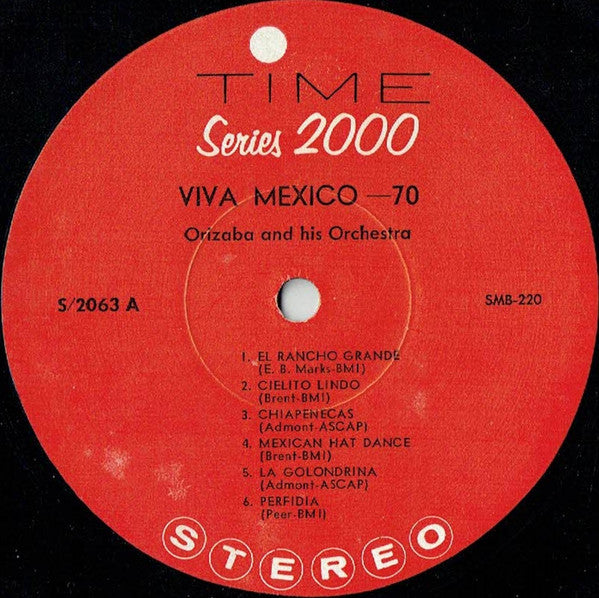 TIME
Series 2000
VIVA MEXICO —70
Orizaba and his Orchestra
S/2063 A
SMB-220
1. EL RANCHO GRANDE
(E. B. Marks-BMI)
2. CIELITO LINDO
(Brent-BMI)
3. CHIAPENECAS
(Admont-ASCAP)
4. MEXICAN HAT DANCE
(Brent-BMI)
5. LA GOLONDRINA
(Admont-ASCAP)
6. PERFIDIA
(Peer-BMI)
STEREO